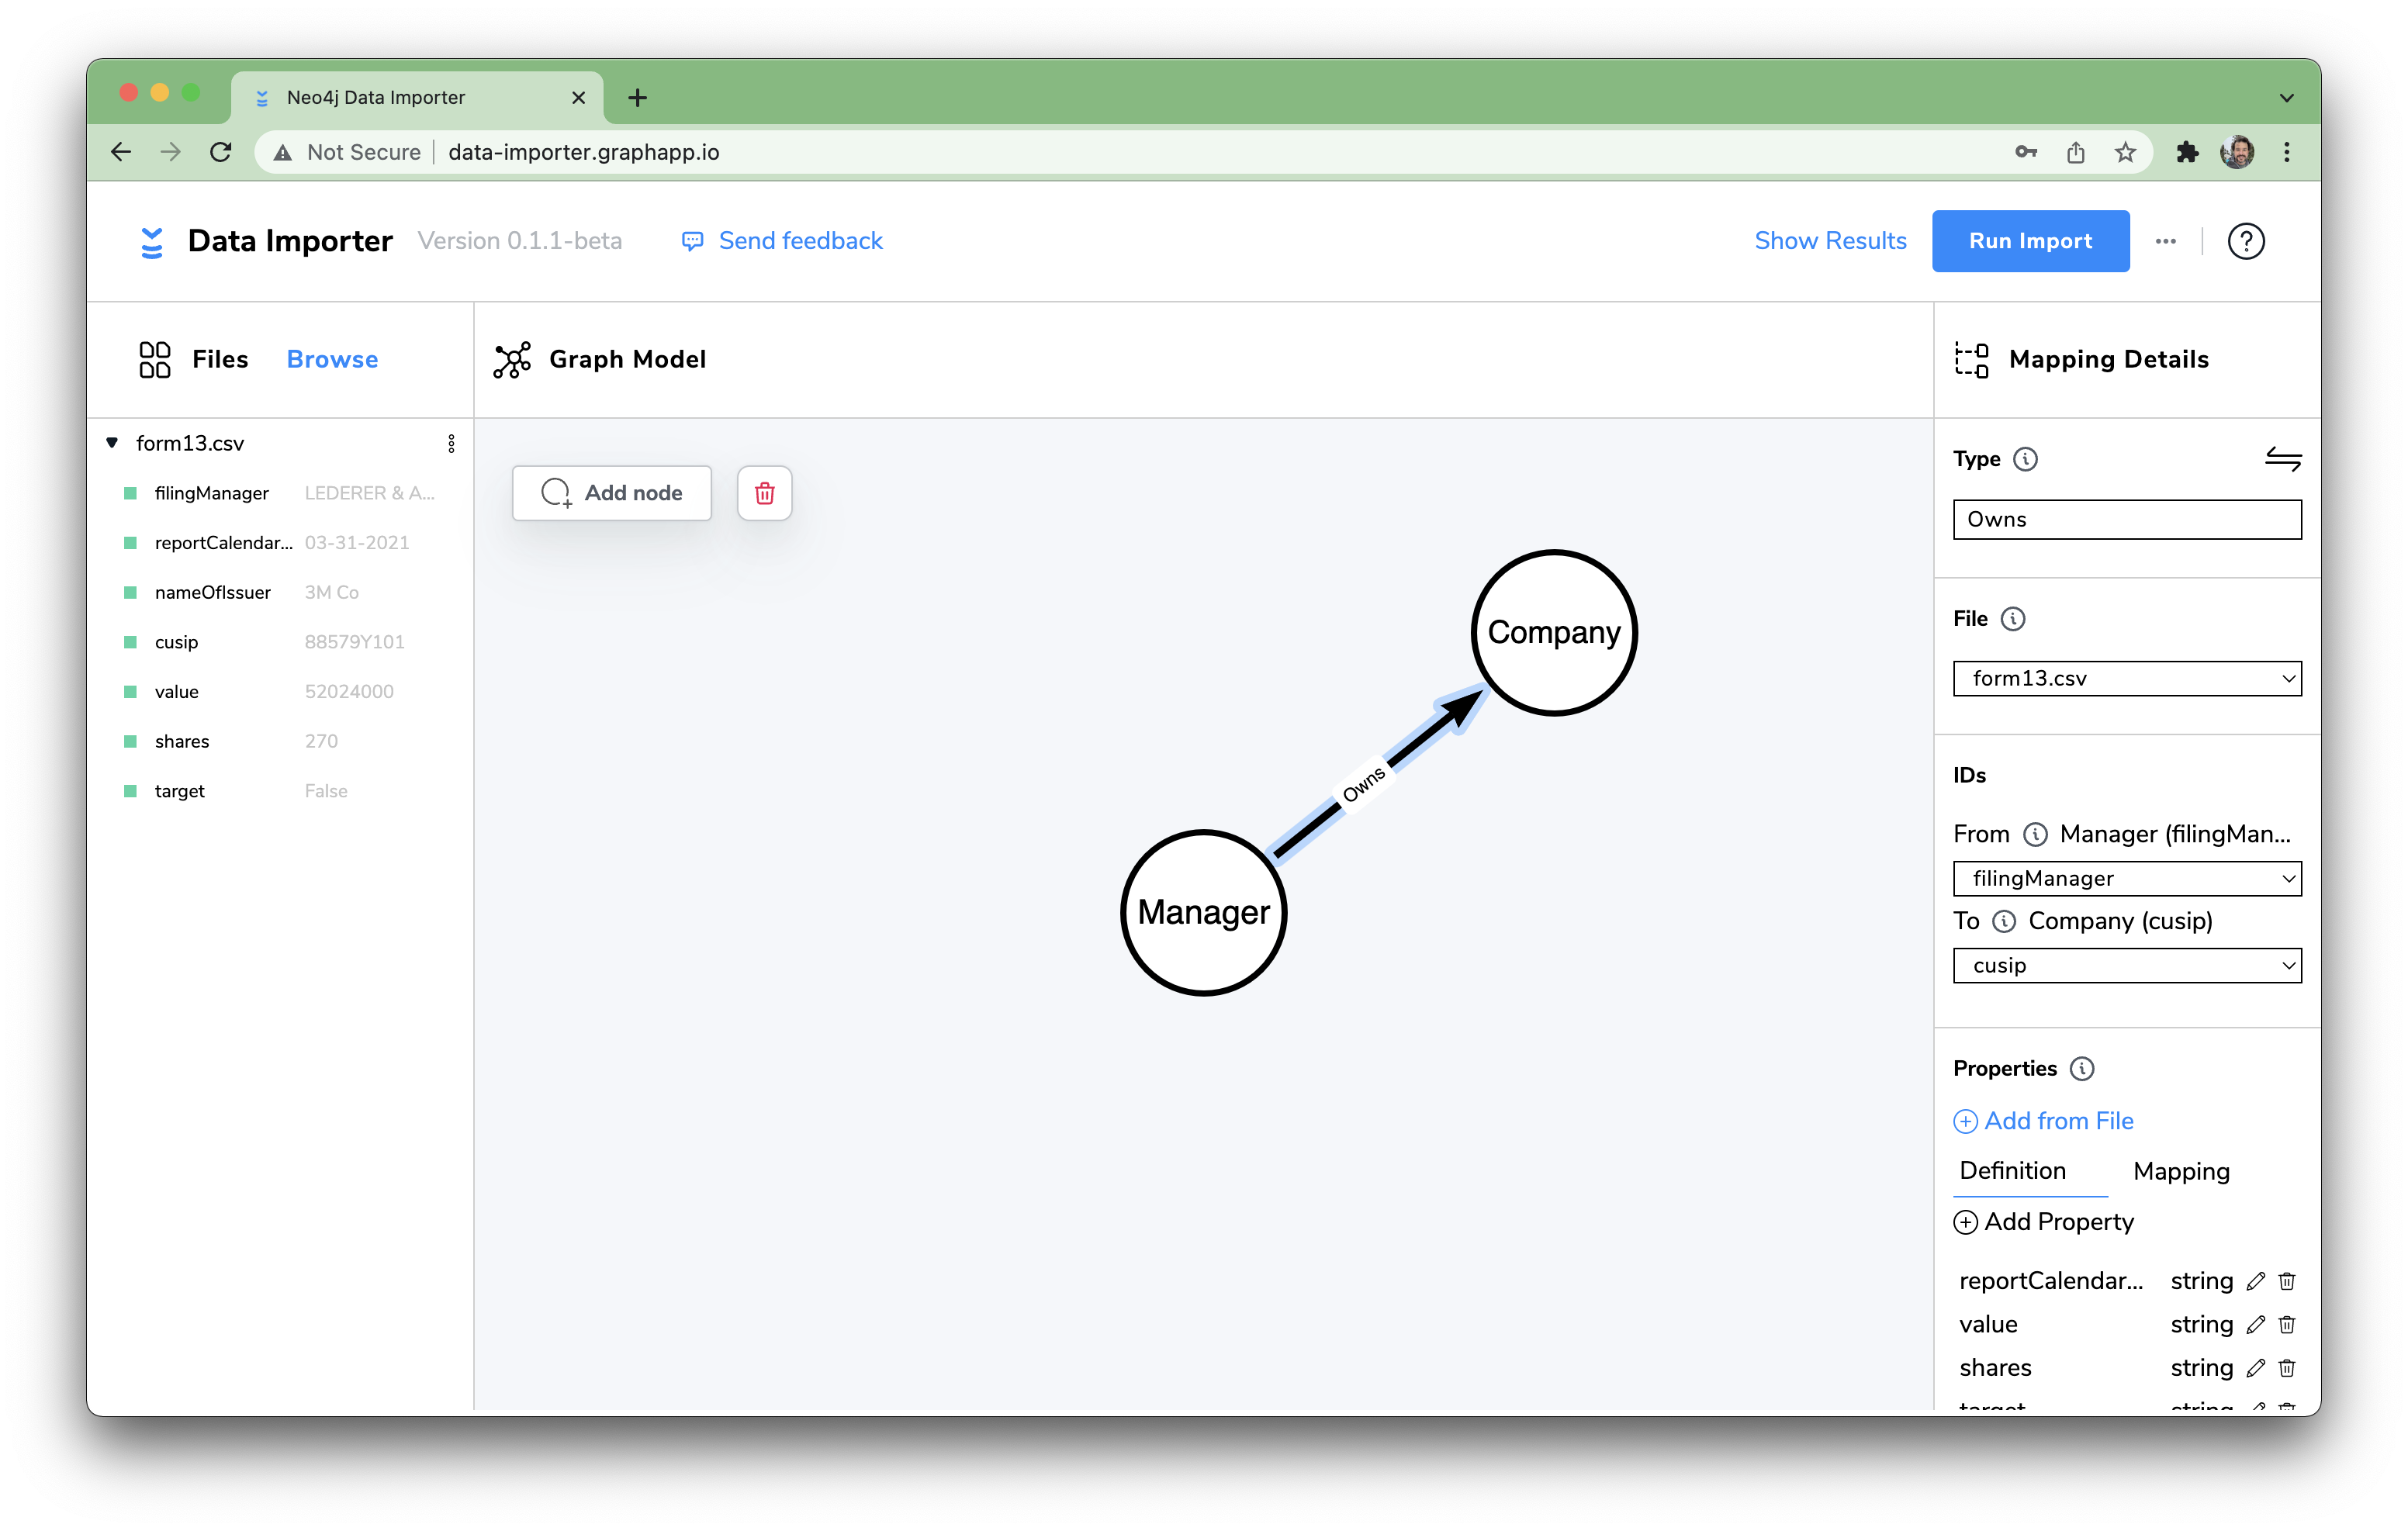 Neo4j Data Importer
Not Secure data-importer.graphapp.io
Data Importer Version 0.1.1-beta Send feedback Show Results Run Import
Files Browse
form13.csv
filingManager LEDERER & A...
reportCalendar... 03-31-2021
nameOfIssuer 3M Co
cusip 88579Y101
value 52024000
shares 270
target False
Graph Model
Add node
Company
Owns
Manager
Mapping Details
Type
Owns
File
form13.csv
IDs
From Manager (filingMan...
filingManager
To Company (cusip)
cusip
Properties
Add from File
Definition Mapping
Add Property
reportCalendar... string
value string
shares string
target string